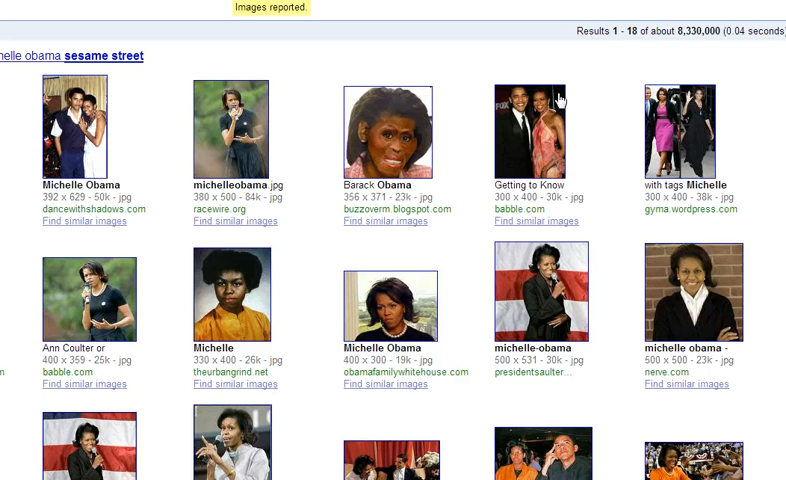 Images reported.
Results 1 - 18 of about 8,330,000 (0.04 seconds)
helle obama sesame street
Michelle Obama
392 x 629 - 50k - jpg
dancewithshadows.com
Find similar images
michelleobama.jpg
380 x 500 - 84k - jpg
racewire.org
Find similar images
Barack Obama
356 x 371 - 23k - jpg
buzzoverm.blogspot.com
Find similar images
Getting to Know
300 x 400 - 30k - jpg
babble.com
Find similar images
with tags Michelle
300 x 400 - 38k - jpg
gyma.wordpress.com
FOX
Ann Coulter or
400 x 359 - 25k - jpg
babble.com
Find similar images
Michelle
330 x 400 - 26k - jpg
theurbangrind.net
Find similar images
Michelle Obama
400 x 300 - 19k - jpg
obamafamilywhitehouse.com
Find similar images
michelle-obama
500 x 531 - 30k - jpg
presidentsaulter...
michelle obama -
500 x 500 - 23k - jpg
nerve.com
Find similar images
m